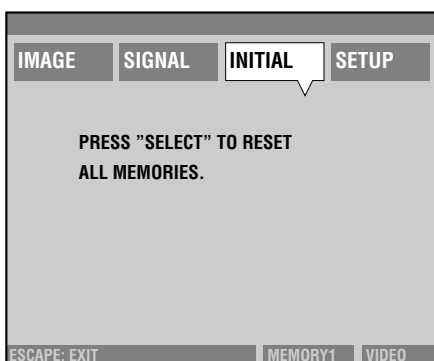 IMAGE SIGNAL INITIAL SETUP
PRESS ”SELECT” TO RESET
ALL MEMORIES.
ESCAPE: EXIT MEMORY1 VIDEO